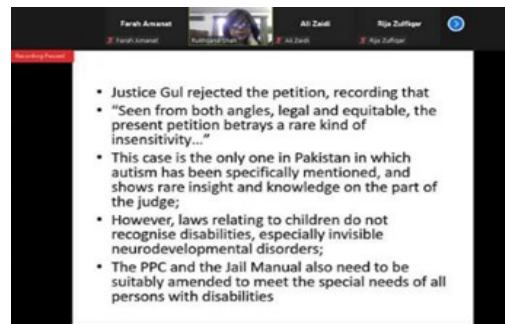 Farah Amanat
Ali Zaidi
Rija Zulfiqar
Farah Amanat
Rukhshanda
Ali Zaidi
Rija Zulfiqar
Recording Paused
• Justice Gul rejected the petition, recording that
• “Seen from both angles, legal and equitable, the
present petition betrays a rare kind of
insensitivity...”
• This case is the only one in Pakistan in which
autism has been specifically mentioned, and
shows rare insight and knowledge on the part of
the judge;
• However, laws relating to children do not
recognise disabilities, especially invisible
neurodevelopmental disorders;
• The PPC and the Jail Manual also need to be
suitably amended to meet the special needs of all
persons with disabilities